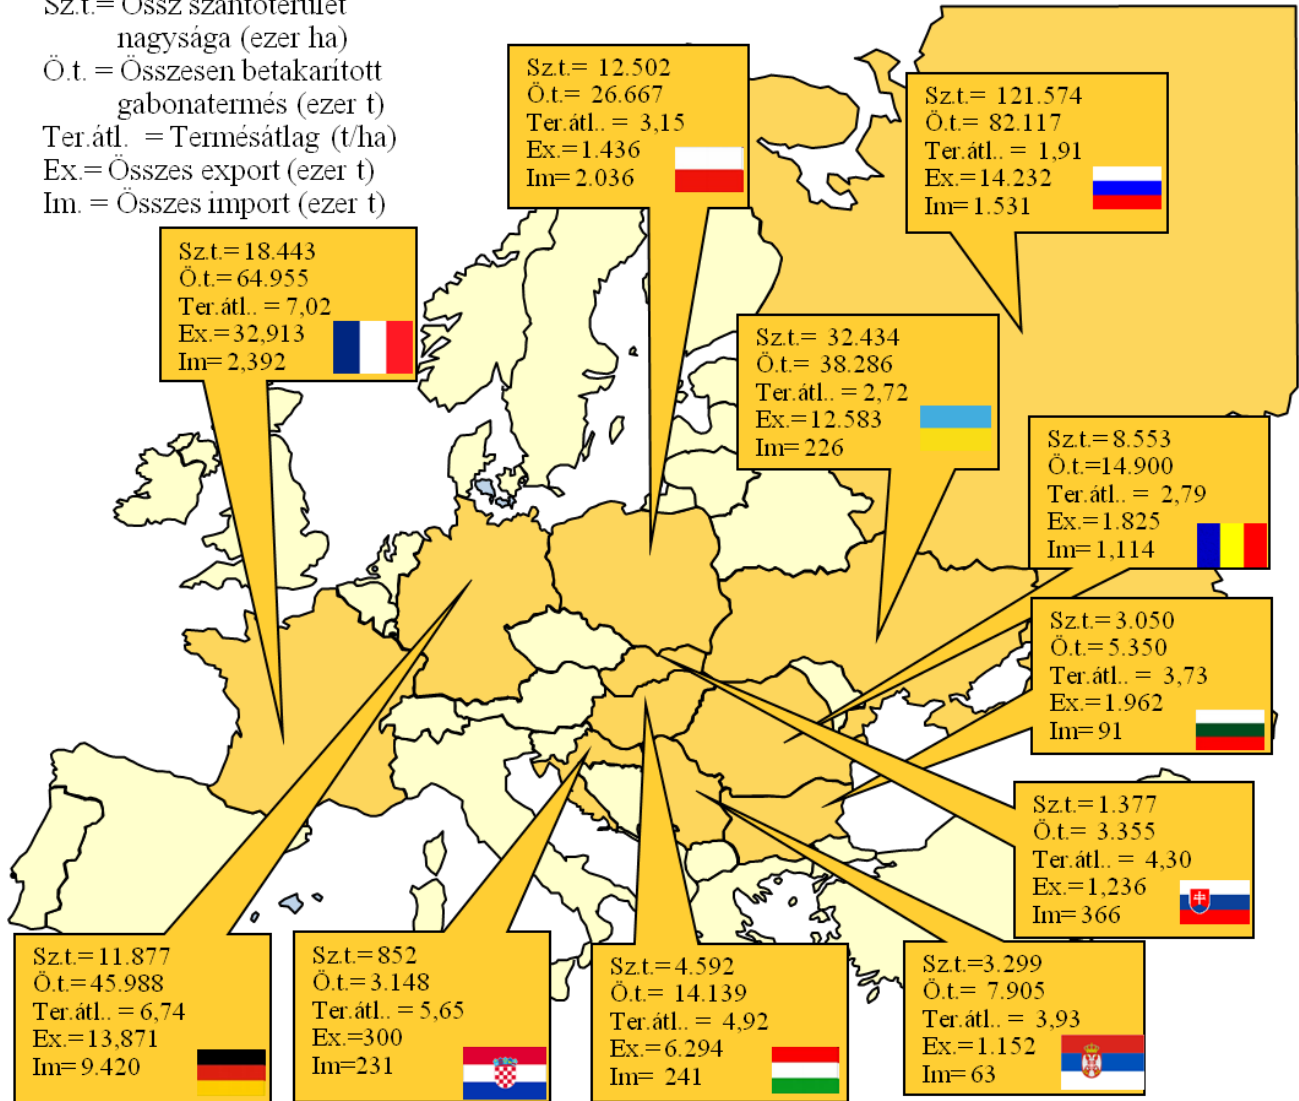 Sz.t.= Össz szántóterület
nagysága (ezer ha)
Ö.t. = Összesen betakarított
gabonatermés (ezer t)
Ter.átl. = Termésátlag (t/ha)
Ex.= Összes export (ezer t)
Im. = Összes import (ezer t)
Sz.t.= 12.502
Ö.t.= 26.667
Ter.átl.. = 3,15
Ex.=1.436
Im=2.036
Sz.t.= 121.574
Ö.t.= 82.117
Ter.átl.. = 1,91
Ex.=14.232
Im=1.531
Sz.t.=18.443
Ö.t.=64.955
Ter.átl.. = 7,02
Ex.=32,913
Im=2,392
Sz.t.= 32.434
Ö.t.= 38.286
Ter.átl.. = 2,72
Ex.=12.583
Im=226
Sz.t.=8.553
Ö.t.=14.900
Ter.átl.. = 2,79
Ex.=1.825
Im=1,114
Sz.t.=3.050
Ö.t.=5.350
Ter.átl.. = 3,73
Ex.=1.962
Im=91
Sz.t.=1.377
Ö.t.= 3.355
Ter.átl.. = 4,30
Ex.=1,236
Im=366
Sz.t.=11.877
Ö.t.=45.988
Ter.átl.. = 6,74
Ex.=13,871
Im=9.420
Sz.t.=852
Ö.t.=3.148
Ter.átl.. = 5,65
Ex.=300
Im=231
Sz.t.=4.592
Ö.t.= 14.139
Ter.átl.. = 4,92
Ex.=6.294
Im= 241
Sz.t.=3.299
Ö.t.= 7.905
Ter.átl.. = 3,93
Ex.=1.152
Im=63